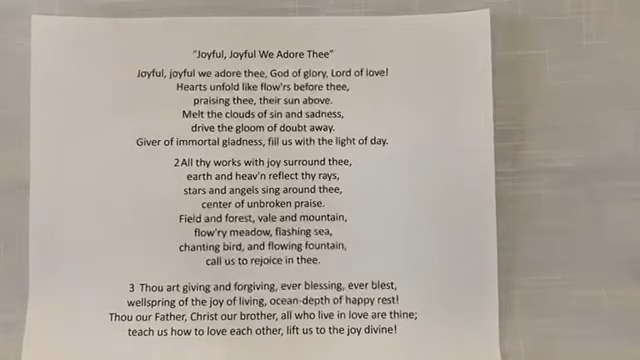 “Joyful, Joyful We Adore Thee”
Joyful, joyful we adore thee, God of glory, Lord of love!
Hearts unfold like flow'rs before thee,
praising thee, their sun above.
Melt the clouds of sin and sadness,
drive the gloom of doubt away.
Giver of immortal gladness, fill us with the light of day.
2 All thy works with joy surround thee,
earth and heav'n reflect thy rays,
stars and angels sing around thee,
center of unbroken praise.
Field and forest, vale and mountain,
flow'ry meadow, flashing sea,
chanting bird, and flowing fountain,
call us to rejoice in thee.
3 Thou art giving and forgiving, ever blessing, ever blest,
wellspring of the joy of living, ocean-depth of happy rest!
Thou our Father, Christ our brother, all who live in love are thine;
teach us how to love each other, lift us to the joy divine!